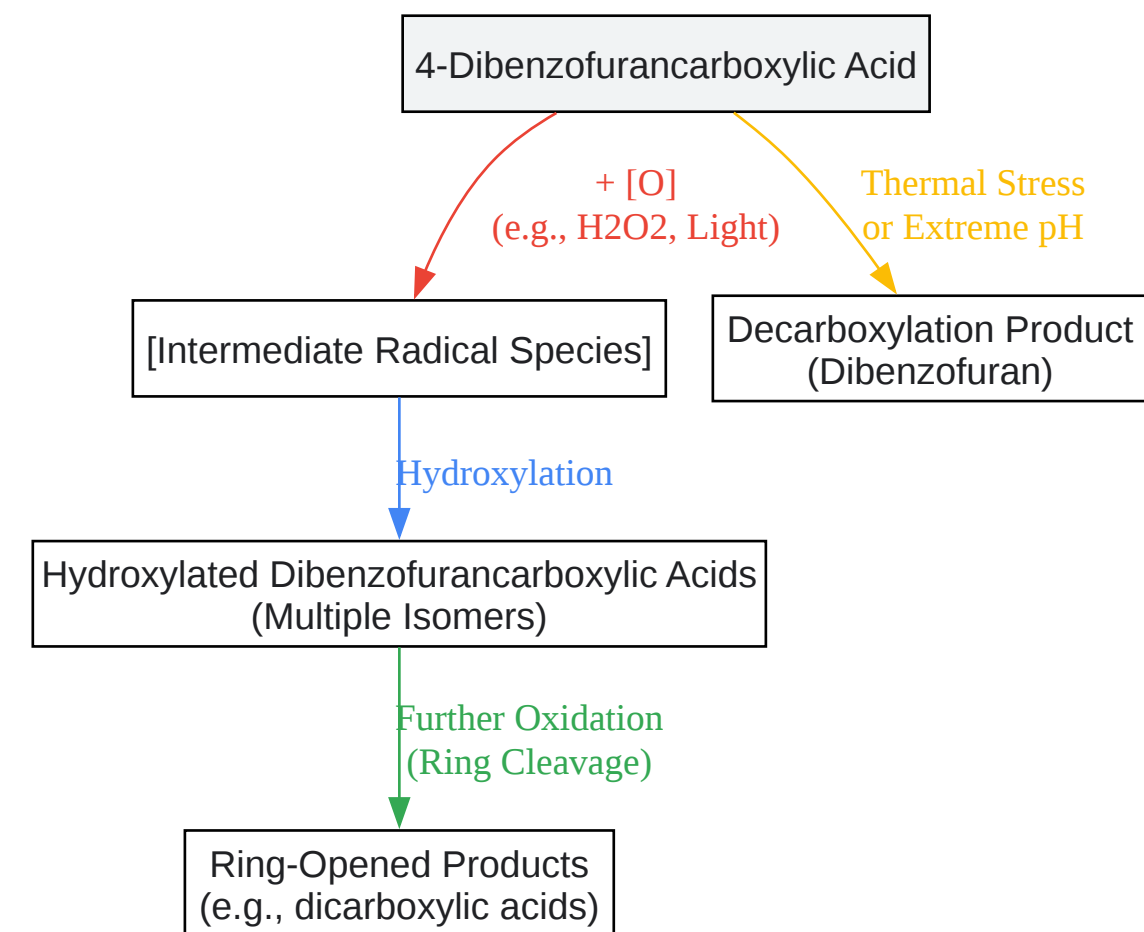 4-Dibenzofurancarboxylic Acid
+ [O]
(e.g., H2O2, Light)
Thermal Stress
or Extreme pH
[Intermediate Radical Species]
Decarboxylation Product
(Dibenzofuran)
Hydroxylation
Hydroxylated Dibenzofurancarboxylic Acids
(Multiple Isomers)
Further Oxidation
(Ring Cleavage)
Ring-Opened Products
(e.g., dicarboxylic acids)